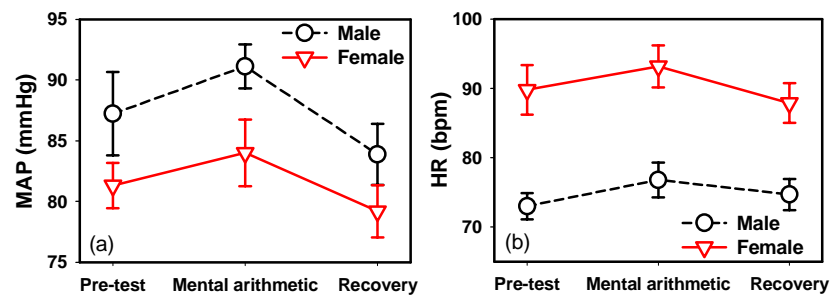 95
90
85
80
75
MAP (mmHg)
Male
Female
(a)
Pre-test Mental arithmetic Recovery
100
90
80
70
HR (bpm)
Male
Female
(b)
Pre-test Mental arithmetic Recovery